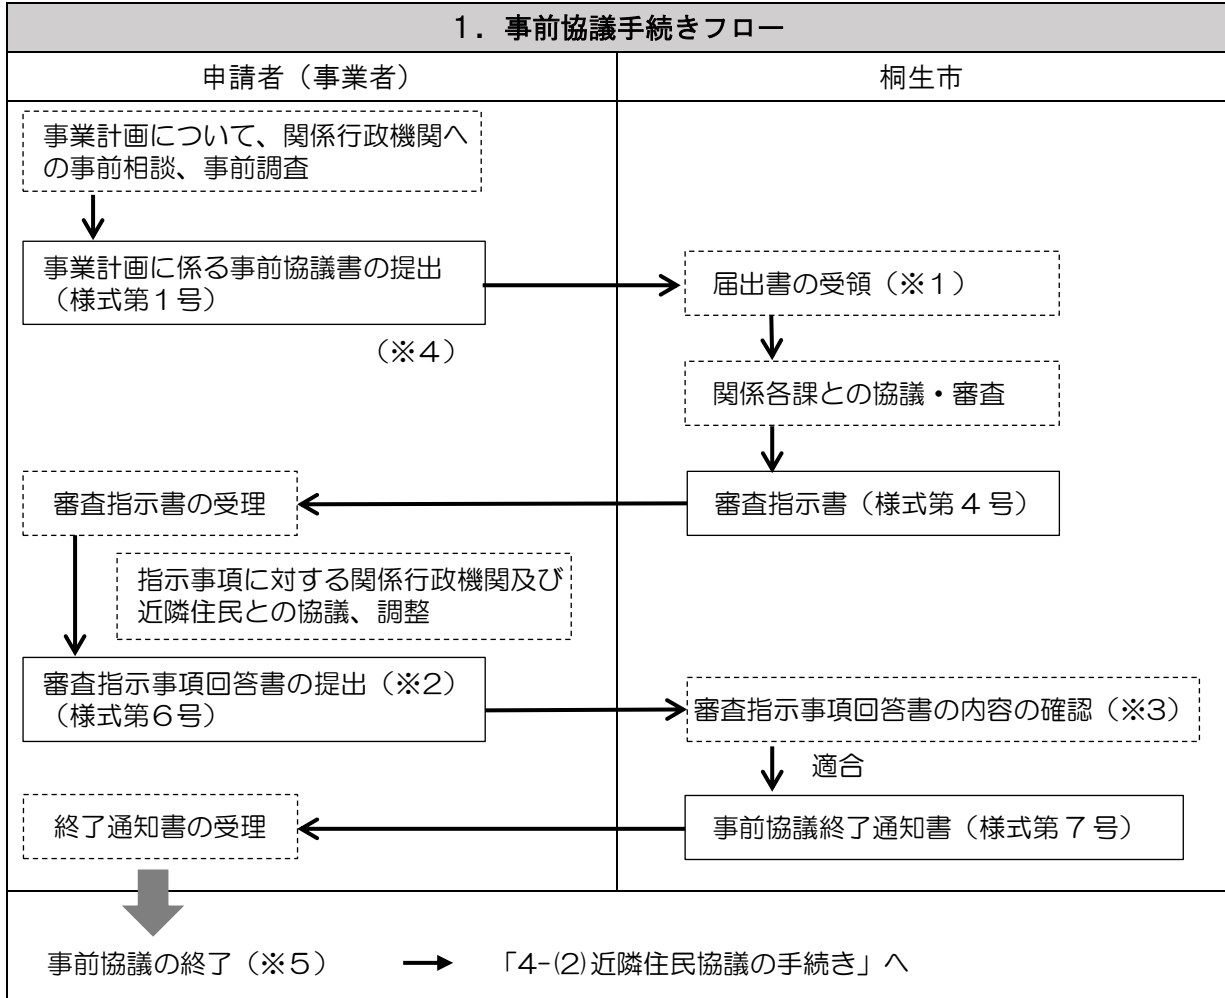 １．事前協議手続きフロー
申請者（事業者）
桐生市
事業計画について、関係行政機関へ
の事前相談、事前調査
事業計画に係る事前協議書の提出
（様式第１号）
届出書の受領（※１）
（※４）
関係各課との協議・審査
審査指示書の受理
審査指示書（様式第４号）
指示事項に対する関係行政機関及び
近隣住民との協議、調整
審査指示事項回答書の提出（※2）
（様式第６号）
審査指示事項回答書の内容の確認（※3）
適合
終了通知書の受理
事前協議終了通知書（様式第７号）
事前協議の終了（※５）
「4-(2)近隣住民協議の手続き」へ